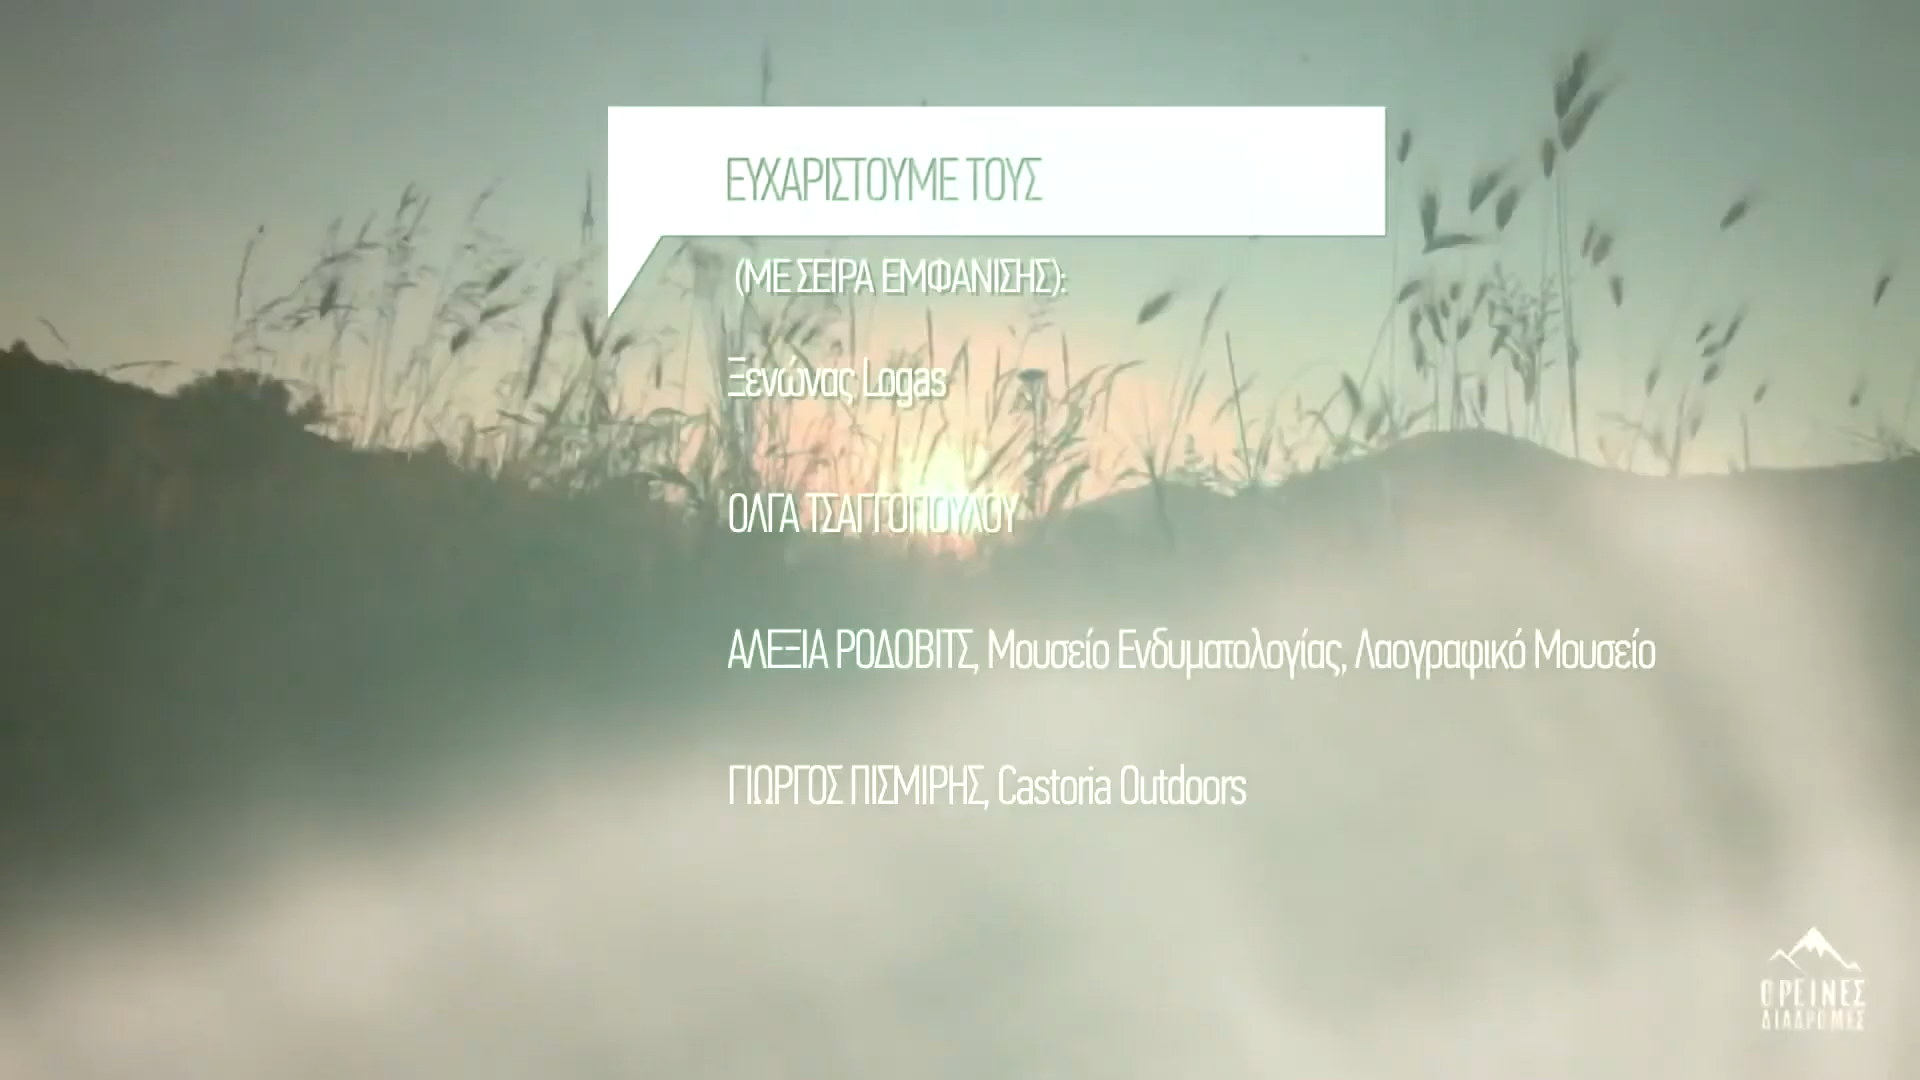 ΕΥΧΑΡΙΣΤΟΥΜΕ ΤΟΥΣ
(ΜΕ ΣΕΙΡΑ ΕΜΦΑΝΙΣΗΣ):
Ξενώνας Logas
ΟΛΓΑ ΤΣΑΓΓΟΠΟΥΛΟΥ
ΑΛΕΞΙΑ ΡΟΔΟΒΙΤΣ, Μουσείο Ενδυματολογίας, Λαογραφικό Μουσείο
ΓΙΩΡΓΟΣ ΠΙΣΜΙΡΗΣ, Castoria Outdoors
ΟΡΕΙΝΕΣ
ΔΙΑΔΡΟΜΕΣ